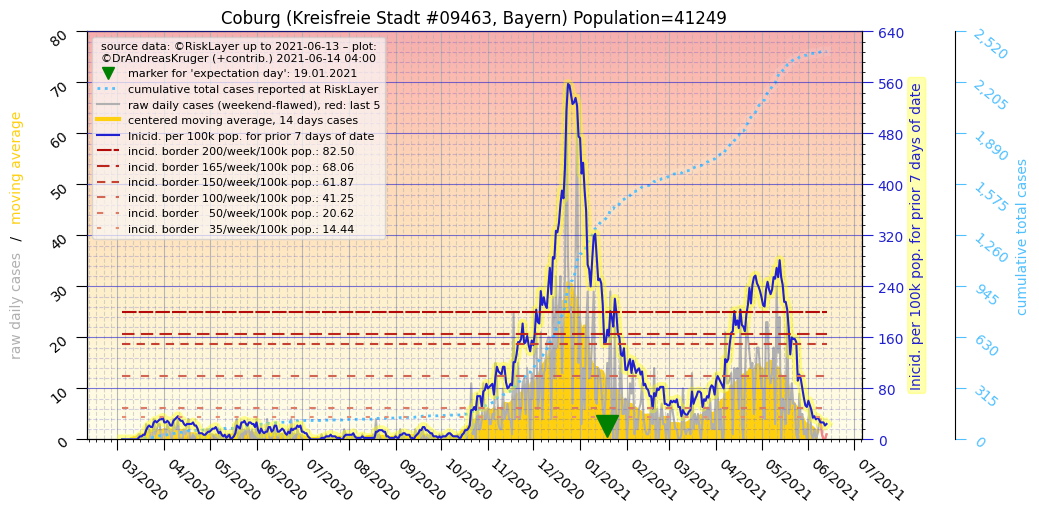 Coburg (Kreisfreie Stadt #09463, Bayern) Population=41249
source data: ©RiskLayer up to 2021-06-13 – plot:
©DrAndreasKruger (+contrib.) 2021-06-14 04:00
marker for 'expectation day': 19.01.2021
cumulative total cases reported at RiskLayer
raw daily cases (weekend-flawed), red: last 5
centered moving average, 14 days cases
Inicid. per 100k pop. for prior 7 days of date
incid. border 200/week/100k pop.: 82.50
incid. border 165/week/100k pop.: 68.06
incid. border 150/week/100k pop.: 61.87
incid. border 100/week/100k pop.: 41.25
incid. border 50/week/100k pop.: 20.62
incid. border 35/week/100k pop.: 14.44
raw daily cases / moving average
80
70
60
50
40
30
20
10
0
03/2020
04/2020
05/2020
06/2020
07/2020
08/2020
09/2020
10/2020
11/2020
12/2020
01/2021
02/2021
03/2021
04/2021
05/2021
06/2021
07/2021
640
560
480
400
320
240
160
80
0
Inicid. per 100k pop. for prior 7 days of date
2,520
2,205
1,890
1,575
1,260
945
630
315
0
cumulative total cases